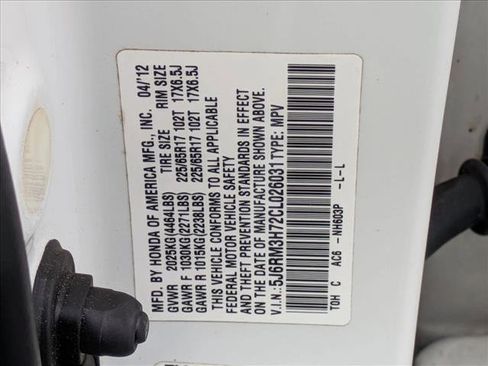 MFD. BY HONDA OF AMERICA MFG., INC. 04/'12
TIRE SIZE RIM SIZE
GVWR 2025KG(4464LBS)
GAWR F 1030KG(2271LBS) 225/65R17 102T 17X6.5J
GAWR R 1015KG(2238LBS) 225/65R17 102T 17X6.5J
THIS VEHICLE CONFORMS TO ALL APPLICABLE
FEDERAL MOTOR VEHICLE SAFETY
AND THEFT PREVENTION STANDARDS IN EFFECT
ON THE DATE OF MANUFACTURE SHOWN ABOVE.
V.I.N.: 5J6RM3H72CL026031 TYPE: MPV
TOH C AC6 -NH603P -L-L